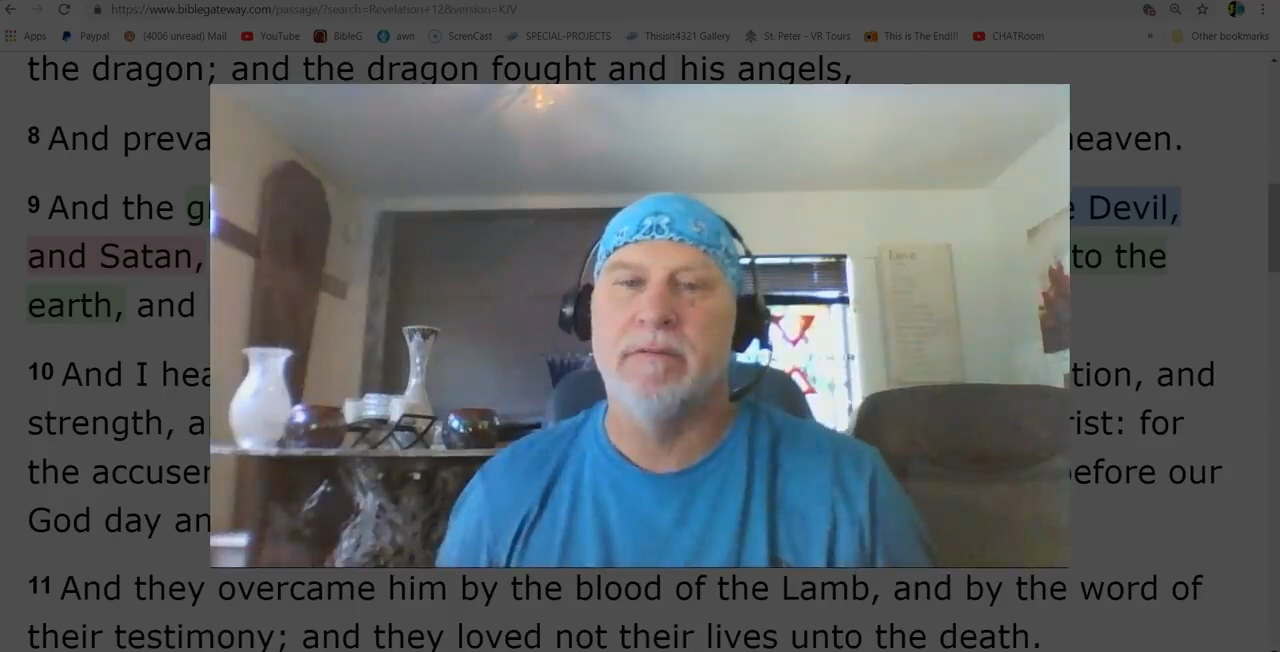 https://www.biblegateway.com/passage/?search=Revelation+12&version=KJV
Apps Paypal (4006 unread) Mail YouTube BibleG awn ScrenCast SPECIAL-PROJECTS Thisisit4321 Gallery St. Peter - VR Tours This is The End!!! CHATRoom » Other bookmarks
the dragon; and the dragon fought and his angels,
8 And preva heaven.
9 And the g e Devil,
and Satan, to the
earth, and
10 And I hea tion, and
strength, a rist: for
the accuser before our
God day an
Love
11 And they overcame him by the blood of the Lamb, and by the word of
their testimony; and they loved not their lives unto the death.